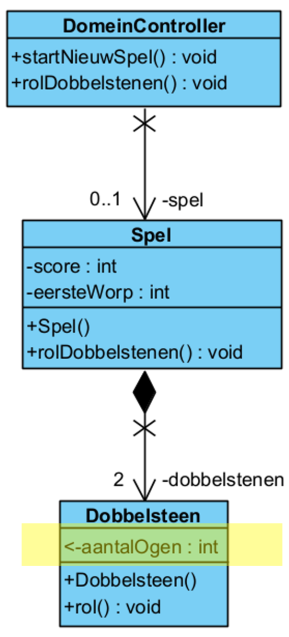 DomeinController
+startNieuwSpel() : void
+rolDobbelstenen() : void
0..1 -spel
Spel
-score : int
-eersteWorp : int
+Spel()
+rolDobbelstenen() : void
2 -dobbelstenen
Dobbelsteen
<-aantalOgen : int
+Dobbelsteen()
+rol() : void